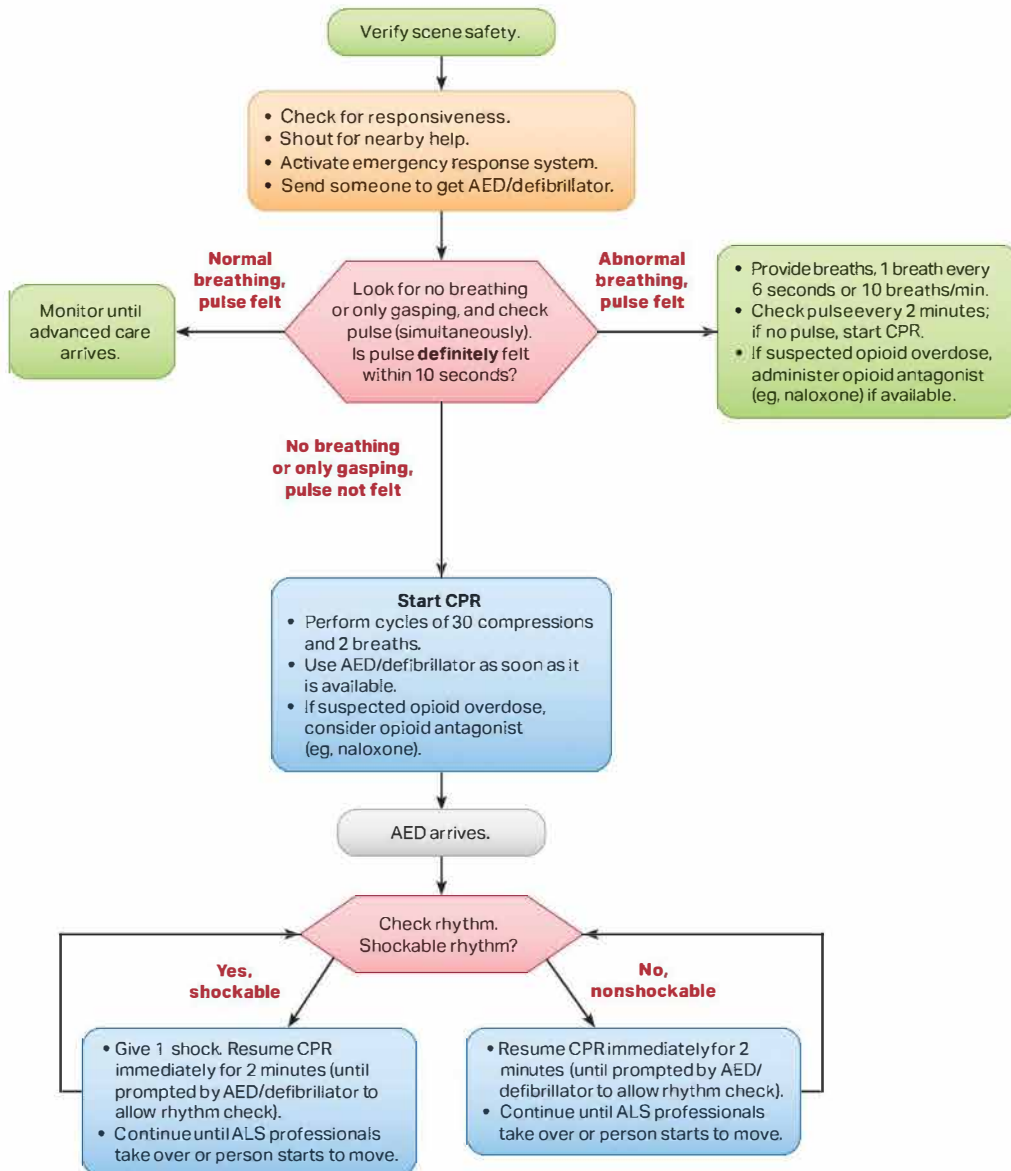 Verify scene safety.
• Check for responsiveness.
• Shout for nearby help.
• Activate emergency response system.
• Send someone to get AED/defibrillator.
Normal
breathing,
pulse felt
Abnormal
breathing,
pulse felt
Monitor until
advanced care
arrives.
Look for no breathing
or only gasping, and check
pulse (simultaneously).
Is pulse definitely felt
within 10 seconds?
• Provide breaths, 1 breath every
6 seconds or 10 breaths/min.
• Check pulse every 2 minutes;
if no pulse, start CPR.
• If suspected opioid overdose,
administer opioid antagonist
(eg, naloxone) if available.
No breathing
or only gasping,
pulse not felt
Start CPR
• Perform cycles of 30 compressions
and 2 breaths.
• Use AED/defibrillator as soon as it
is available.
• If suspected opioid overdose,
consider opioid antagonist
(eg, naloxone).
AED arrives.
Check rhythm.
Shockable rhythm?
Yes,
shockable
No,
nonshockable
• Give 1 shock. Resume CPR
immediately for 2 minutes (until
prompted by AED/defibrillator to
allow rhythm check).
• Continue until ALS professionals
take over or person starts to move.
• Resume CPR immediately for 2
minutes (until prompted by AED/
defibrillator to allow rhythm check).
• Continue until ALS professionals
take over or person starts to move.